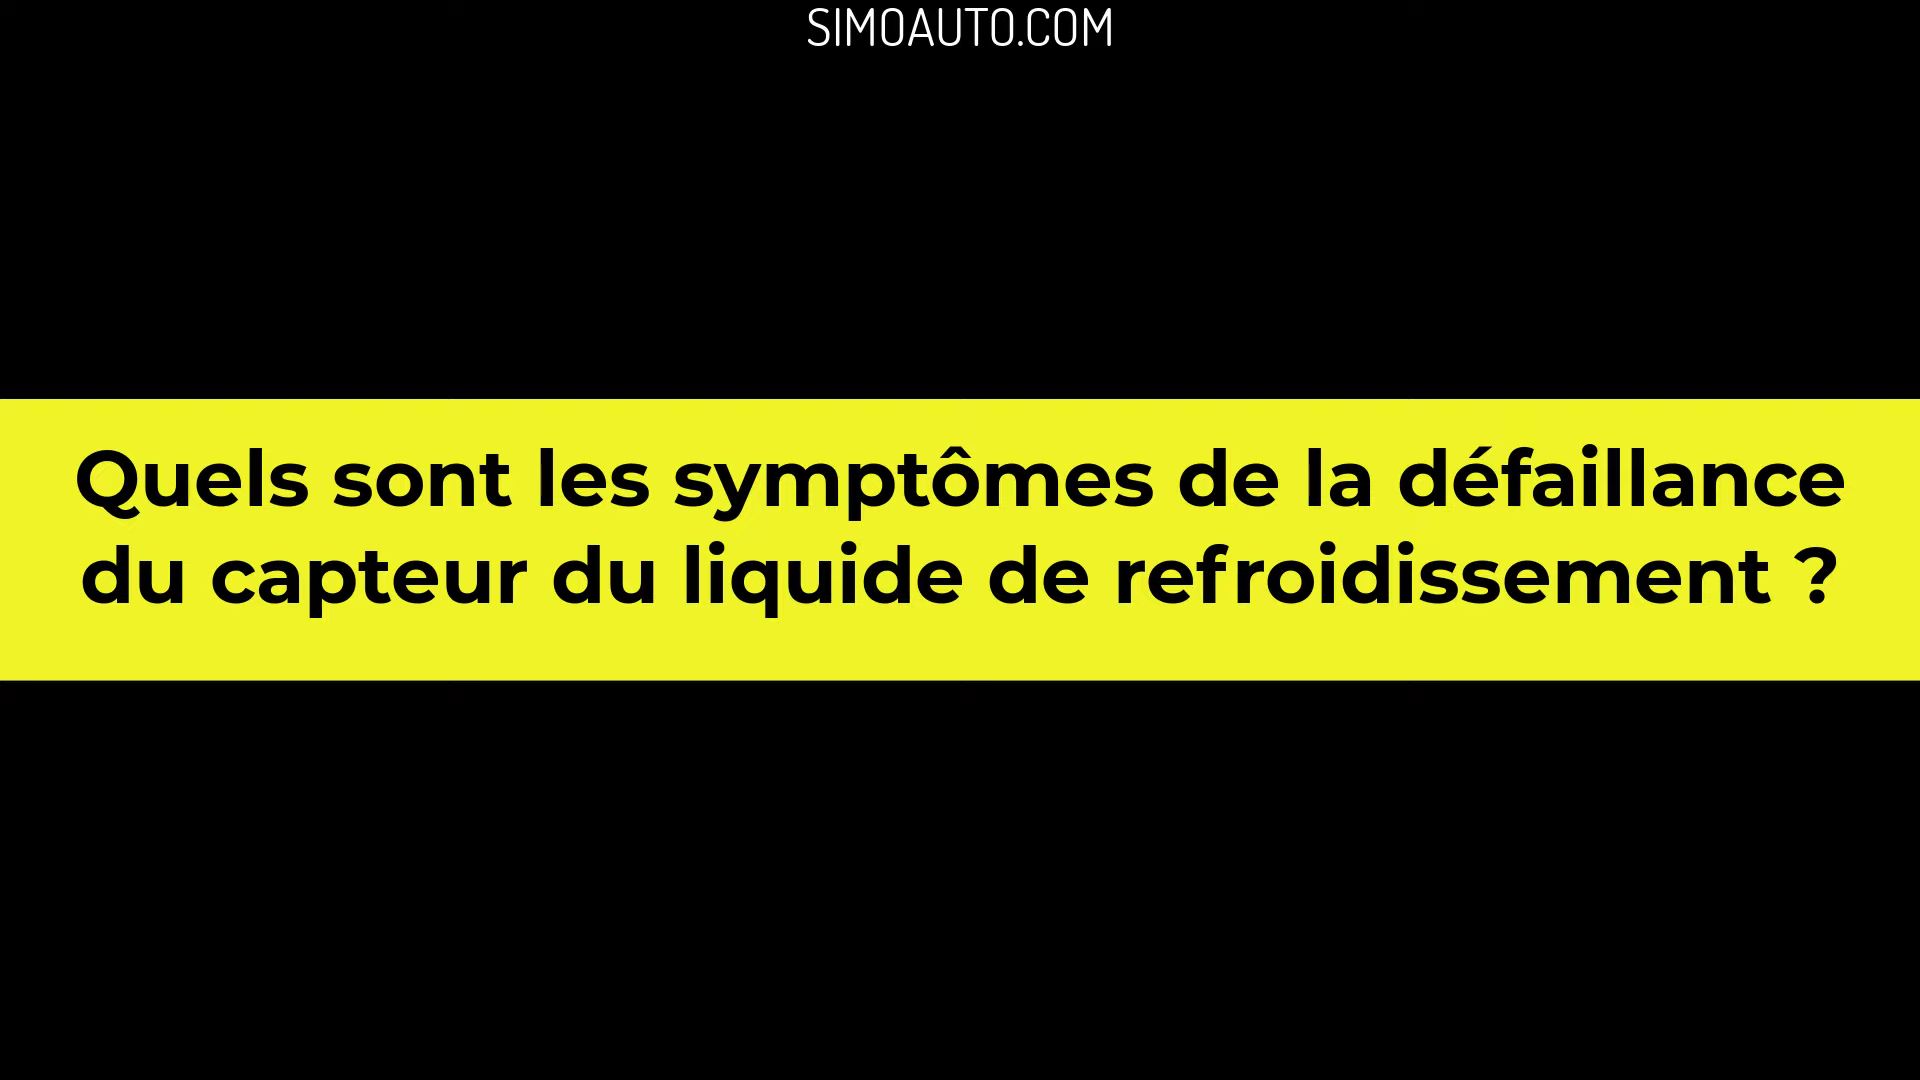 SIMOAUTO.COM
Quels sont les symptômes de la défaillance
du capteur du liquide de refroidissement ?